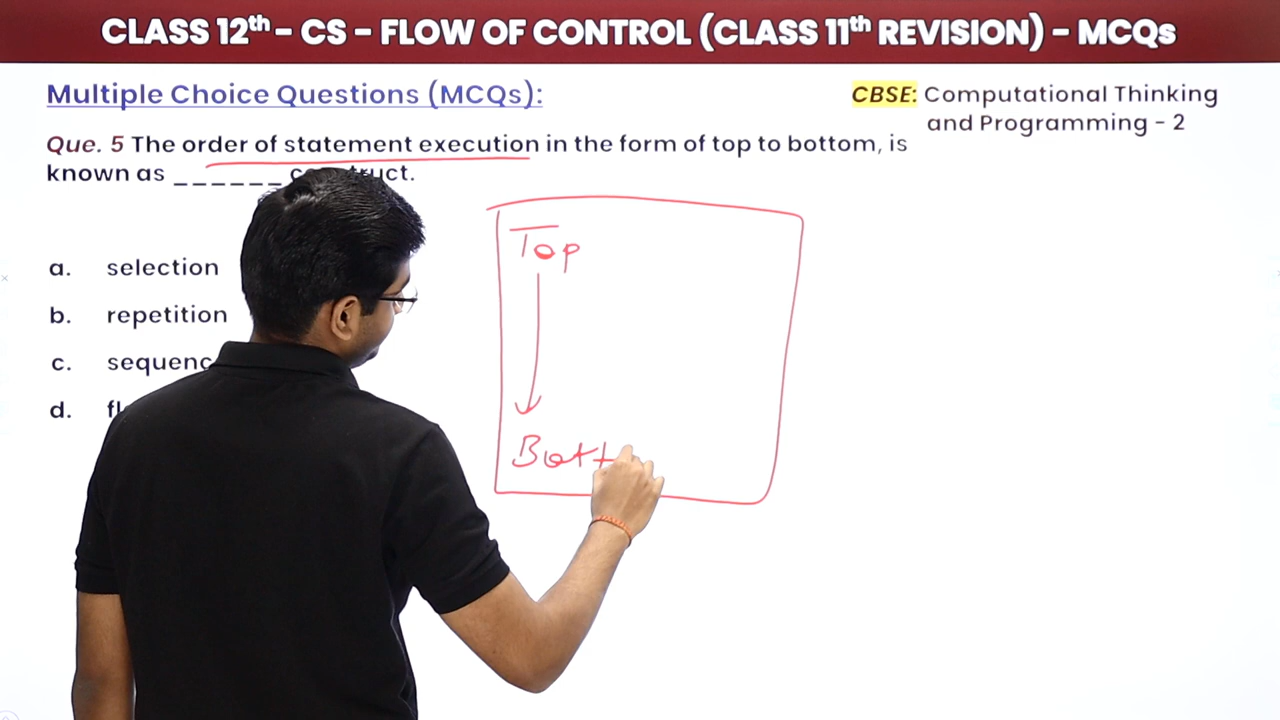 CLASS 12th – CS – FLOW OF CONTROL (CLASS 11th REVISION) – MCQs
Multiple Choice Questions (MCQs):
CBSE: Computational Thinking
and Programming - 2
Que. 5 The order of statement execution in the form of top to bottom, is
known as ______
a. selection
b. repetition
c.
d.
Top